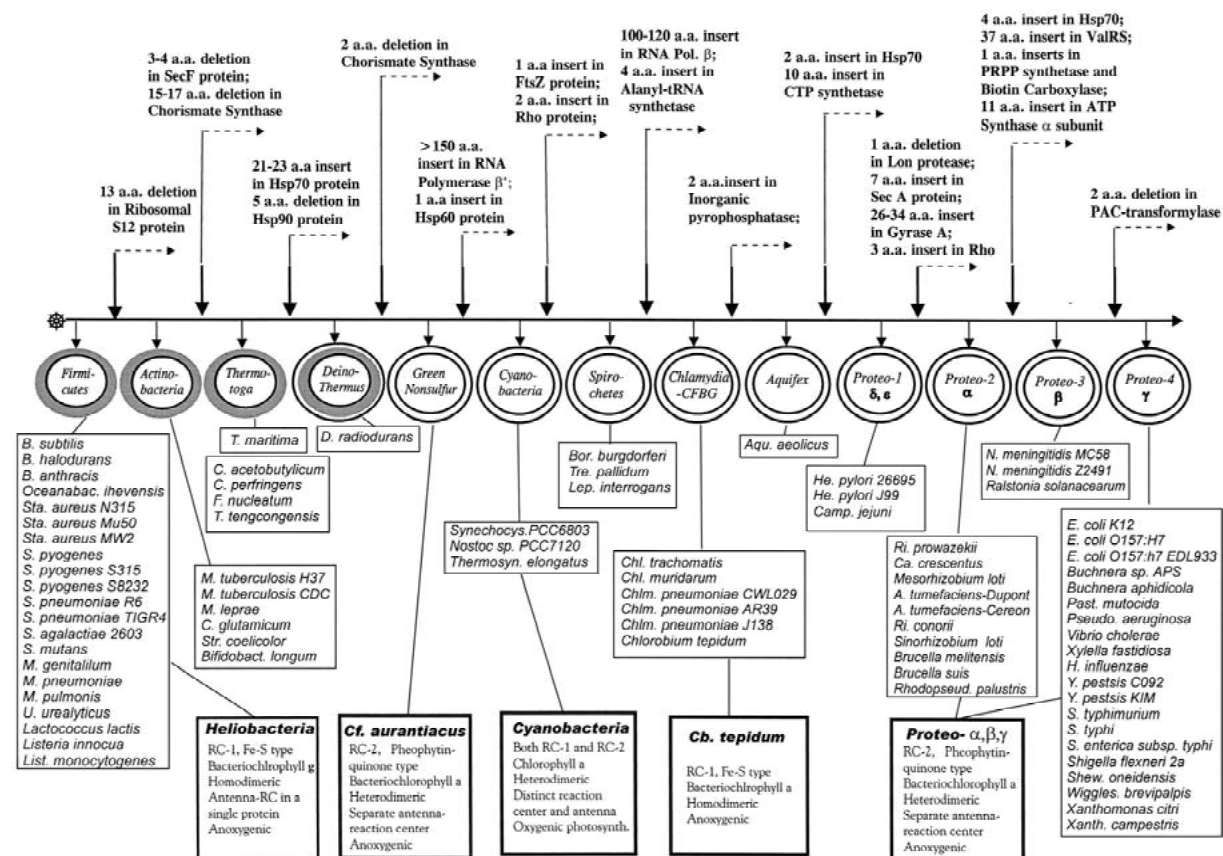 3-4 a.a. deletion
in SecF protein;
15-17 a.a. deletion in
Chorismate Synthase
2 a.a. deletion in
Chorismate Synthase
1 a.a insert in
FtsZ protein;
2 a.a. insert in
Rho protein;
100-120 a.a. insert
in RNA Pol. β;
4 a.a. insert in
Alanyl-tRNA
synthetase
2 a.a. insert in Hsp70
10 a.a. insert in
CTP synthetase
4 a.a. insert in Hsp70;
37 a.a. insert in ValRS;
1 a.a. inserts in
PRPP synthetase and
Biotin Carboxylase;
11 a.a. insert in ATP
Synthase α subunit
13 a.a. deletion
in Ribosomal
S12 protein
21-23 a.a insert
in Hsp70 protein
5 a.a. deletion in
Hsp90 protein
>150 a.a.
insert in RNA
Polymerase β';
1 a.a insert in
Hsp60 protein
2 a.a.insert in
Inorganic
pyrophosphatase;
1 a.a. deletion
in Lon protease;
7 a.a. insert in
Sec A protein;
26-34 a.a. insert
in Gyrase A;
3 a.a. insert in Rho
2 a.a. deletion in
PAC-transformylase
Firmi-
cutes
Actino-
bacteria
Thermo-
toga
Deino-
Thermus
Green
Nonsulfur
Cyano-
bacteria
Spiro-
chetes
Chlamydia
-CFBG
Aquifex
Proteo-1
δ, ε
Proteo-2
α
Proteo-3
β
Proteo-4
γ
B. subtilis
B. halodurans
B. anthracis
Oceanabac. ihevensis
Sta. aureus N315
Sta. aureus Mu50
Sta. aureus MW2
S. pyogenes
S. pyogenes S315
S. pyogenes S8232
S. pneumoniae R6
S. pneumoniae TIGR4
S. agalactiae 2603
S. mutans
M. genitalilum
M. pneumoniae
M. pulmonis
U. urealyticus
Lactococcus lactis
Listeria innocua
List. monocytogenes
M. tuberculosis H37
M. tuberculosis CDC
M. leprae
C. glutamicum
Str. coelicolor
Bifidobact. longum
T. maritima
C. acetobutylicum
C. perfringens
F. nucleatum
T. tengcongensis
D. radiodurans
Synechocys.PCC6803
Nostoc sp. PCC7120
Thermosyn. elongatus
Bor. burgdorferi
Tre. pallidum
Lep. interrogans
Chl. trachomatis
Chl. muridarum
Chlm. pneumoniae CWL029
Chlm. pneumoniae AR39
Chlm. pneumoniae J138
Chlorobium tepidum
Aqu. aeolicus
He. pylori 26695
He. pylori J99
Camp. jejuni
Ri. prowazekii
Ca. crescentus
Mesorhizobium loti
A. tumefaciens-Dupont
A. tumefaciens-Cereon
Ri. conorii
Sinorhizobium loti
Brucella melitensis
Brucella suis
Rhodopseud. palustris
N. meningitidis MC58
N. meningitidis Z2491
Ralstonia solanacearum
E. coli K12
E. coli O157:H7
E. coli O157:h7 EDL933
Buchnera sp. APS
Buchnera aphidicola
Past. mutocida
Pseudo. aeruginosa
Vibrio cholerae
Xylella fastidiosa
H. influenzae
Y. pestsis C092
Y. pestsis KIM
S. typhimurium
S. typhi
S. enterica subsp. typhi
Shigella flexneri 2a
Shew. oneidensis
Wiggles. brevipalpis
Xanthomonas citri
Xanth. campestris
Heliobacteria
RC-1, Fe-S type
Bacteriochlrophyll g
Homodimeric
Antenna-RC in a
single protein
Anoxygenic
Cf. aurantiacus
RC-2, Pheophytin-
quinone type
Bacteriochlorophyll a
Heterodimeric
Separate antenna-
reaction center
Anoxygenic
Cyanobacteria
Both RC-1 and RC-2
Chlorophyll a
Heterodimeric
Distinct reaction
center and antenna
Oxygenic photosynth.
Cb. tepidum
RC-1, Fe-S type
Bacteriochlorophyll a
Homodimeric
Anoxygenic
Proteo- α,β,γ
RC-2, Pheophytin-
quinone type
Bacteriochlorophyll a
Heterodimeric
Separate antenna-
reaction center
Anoxygenic